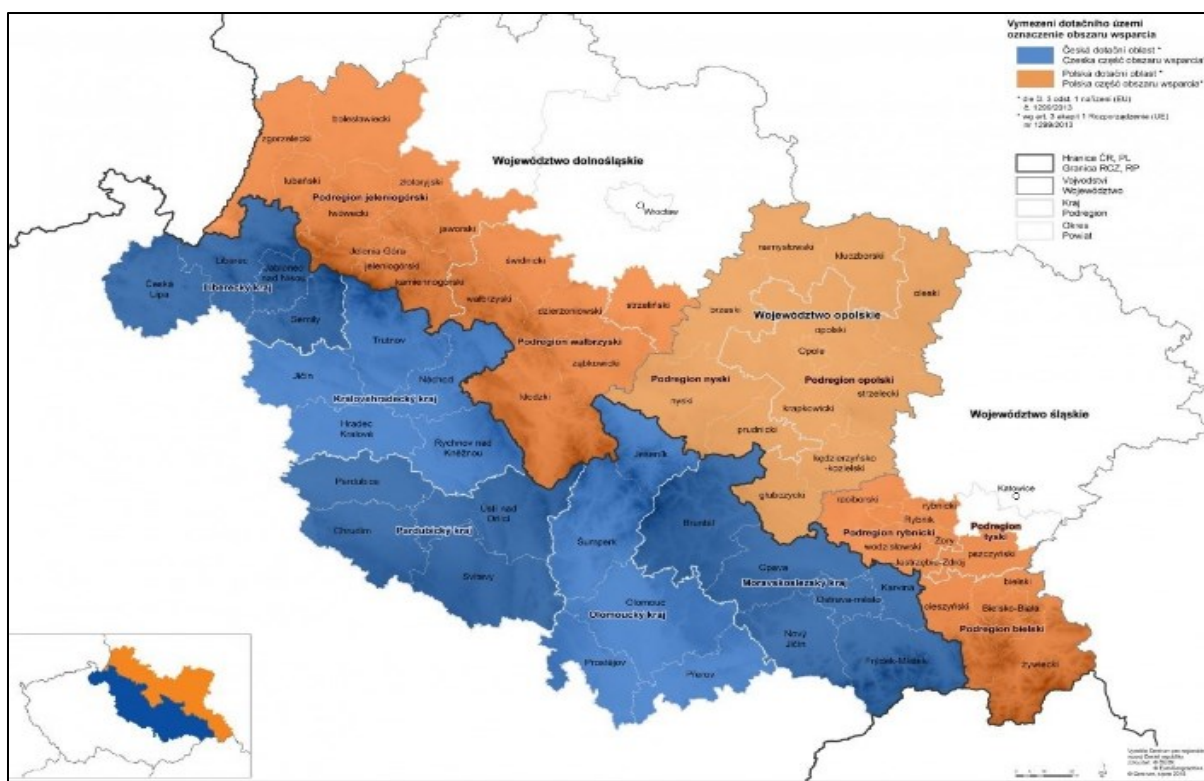 Vymezení dotačního území
oznaczenie obszaru wsparcia
Česká dotační oblast *
Czeska część obszaru wsparcia*
Polska dotační oblast *
Polska część obszaru wsparcia*
Hranice ČR, PL
Granica RCZ, RP
Vojvodství
Województwo
Kraj
Podregion
Okres
Powiat
bolesławiecki
zgorzelecki
Województwo dolnośląskie
lubański
złotoryjski
Podregion jeleniogórski
lwówecki
Wrocław
jaworski
namysłowski
kluczborski
Jelenia Góra
jeleniogórski
świdnicki
Liberec
Jablonec
nad Nisou
Česká
Lípa
Liberecký kraj
kamiennogórski
oleski
wałbrzyski
strzeliński
dzierżoniowski
brzeski
Województwo opolskie
Semily
opolski
Trutnov
Podregion wałbrzyski
Opole
ząbkowicki
Podregion nyski
Podregion opolski
Jičín
Náchod
strzelecki
kłodzki
nyski
Královéhradecký kraj
krapkowicki
Województwo śląskie
Hradec
Králové
prudnicki
Rychnov nad
Kněžnou
Jeseník
kędzierzyńsko
-kozielski
Pardubice
głubczycki
Katowice
raciborski
rybnicki
Ústí nad
Orlicí
Rybnik
Chrudim
Pardubický kraj
Bruntál
Podregion rybnicki
Podregion
tyski
Šumperk
Żory
wodzisławski
pszczyński
Jastrzębie-Zdrój
Svitavy
Opava
bielski
Moravskoslezský kraj
Karviná
Olomouc
Ostrava-město
cieszyński
Bielsko-Biała
Olomoucký kraj
Podregion bielski
Nový
Jičín
Prostějov
Frýdek-Místek
żywiecki
Přerov